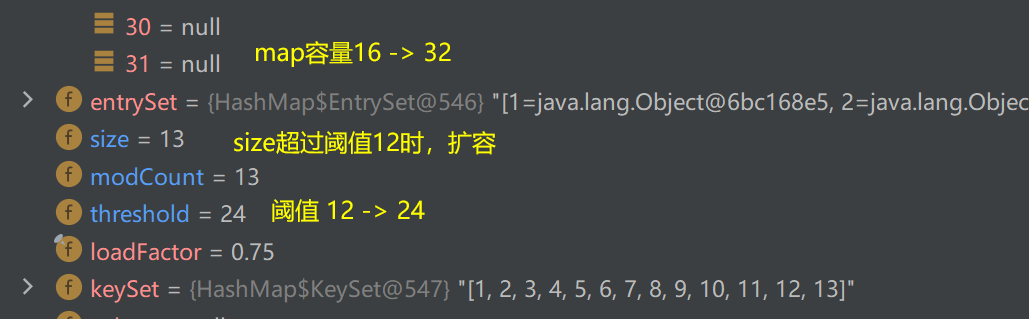 30 = null
31 = null
map容量16 -> 32
entrySet = {HashMap$EntrySet@546} "[1=java.lang.Object@6bc168e5, 2=java.lang.Objec
size = 13
size超过阈值12时，扩容
modCount = 13
threshold = 24
阈值 12 -> 24
loadFactor = 0.75
keySet = {HashMap$KeySet@547} "[1, 2, 3, 4, 5, 6, 7, 8, 9, 10, 11, 12, 13]"